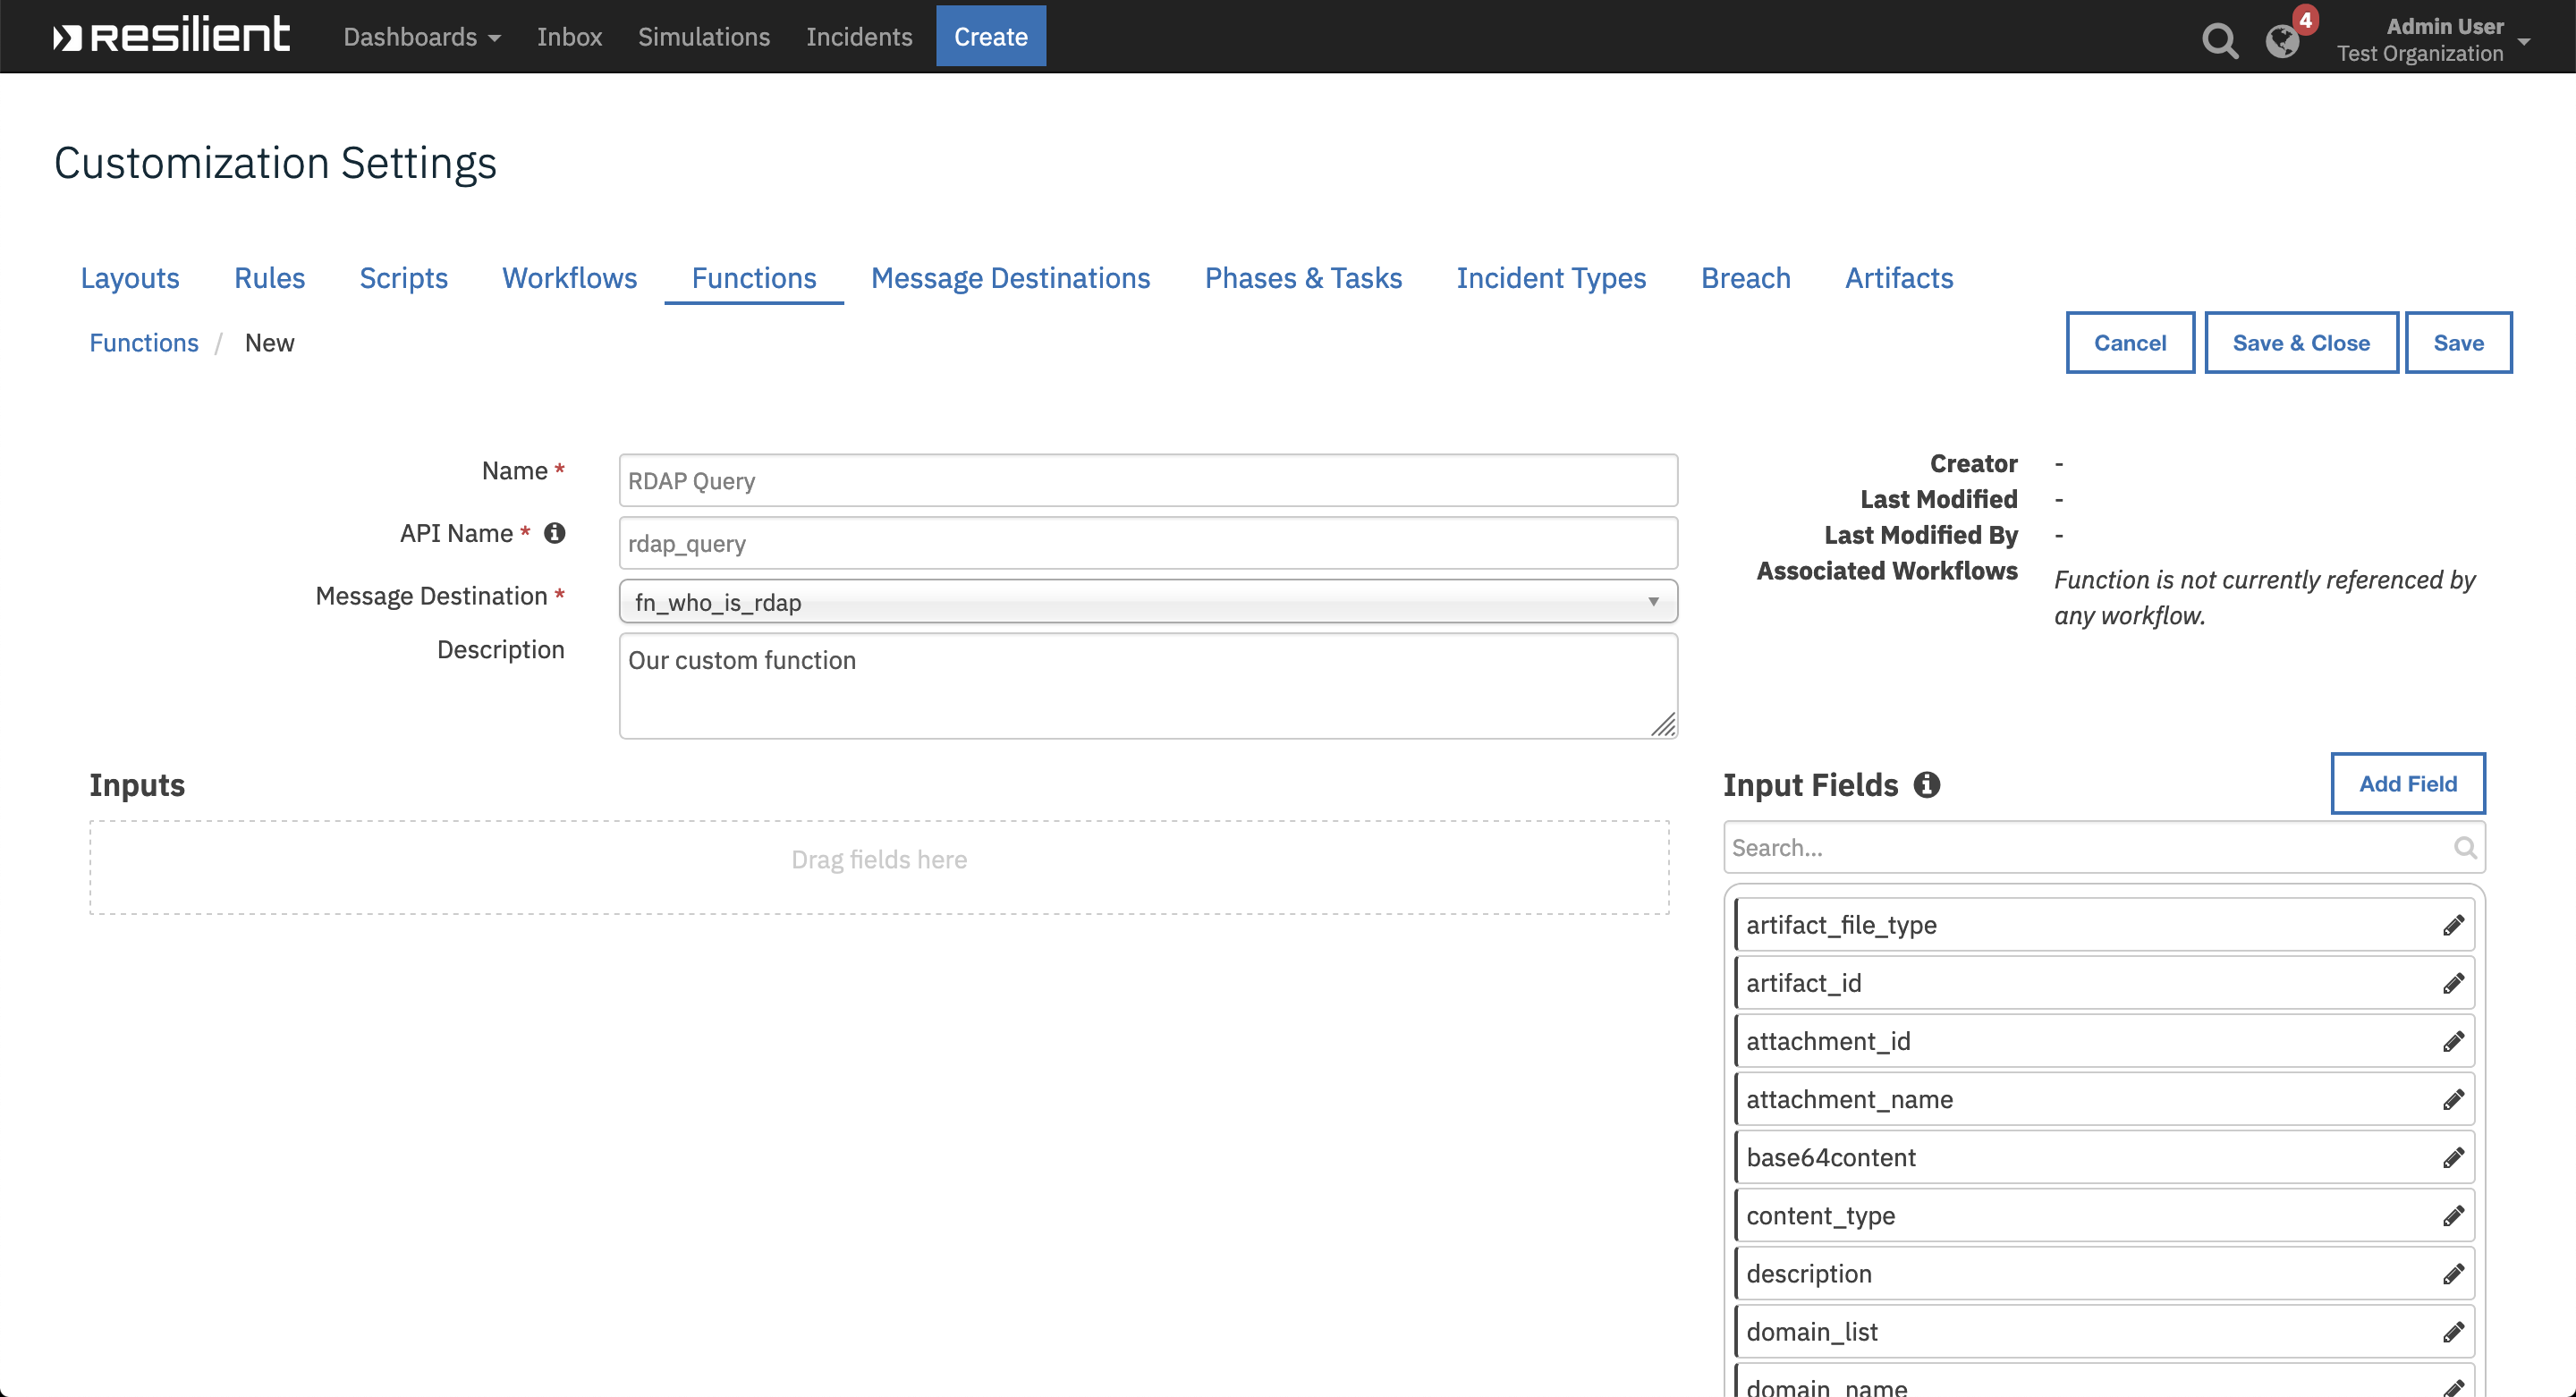 resilient
Dashboards
Inbox
Simulations
Incidents
Create
4
Admin User
Test Organization
Customization Settings
Layouts
Rules
Scripts
Workflows
Functions
Message Destinations
Phases & Tasks
Incident Types
Breach
Artifacts
Functions / New
Cancel
Save & Close
Save
Name *
RDAP Query
API Name *
rdap_query
Message Destination *
fn_who_is_rdap
Description
Our custom function
Creator -
Last Modified -
Last Modified By -
Associated Workflows
Function is not currently referenced by
any workflow.
Inputs
Drag fields here
Input Fields
Add Field
Search...
artifact_file_type
artifact_id
attachment_id
attachment_name
base64content
content_type
description
domain_list
domain_name